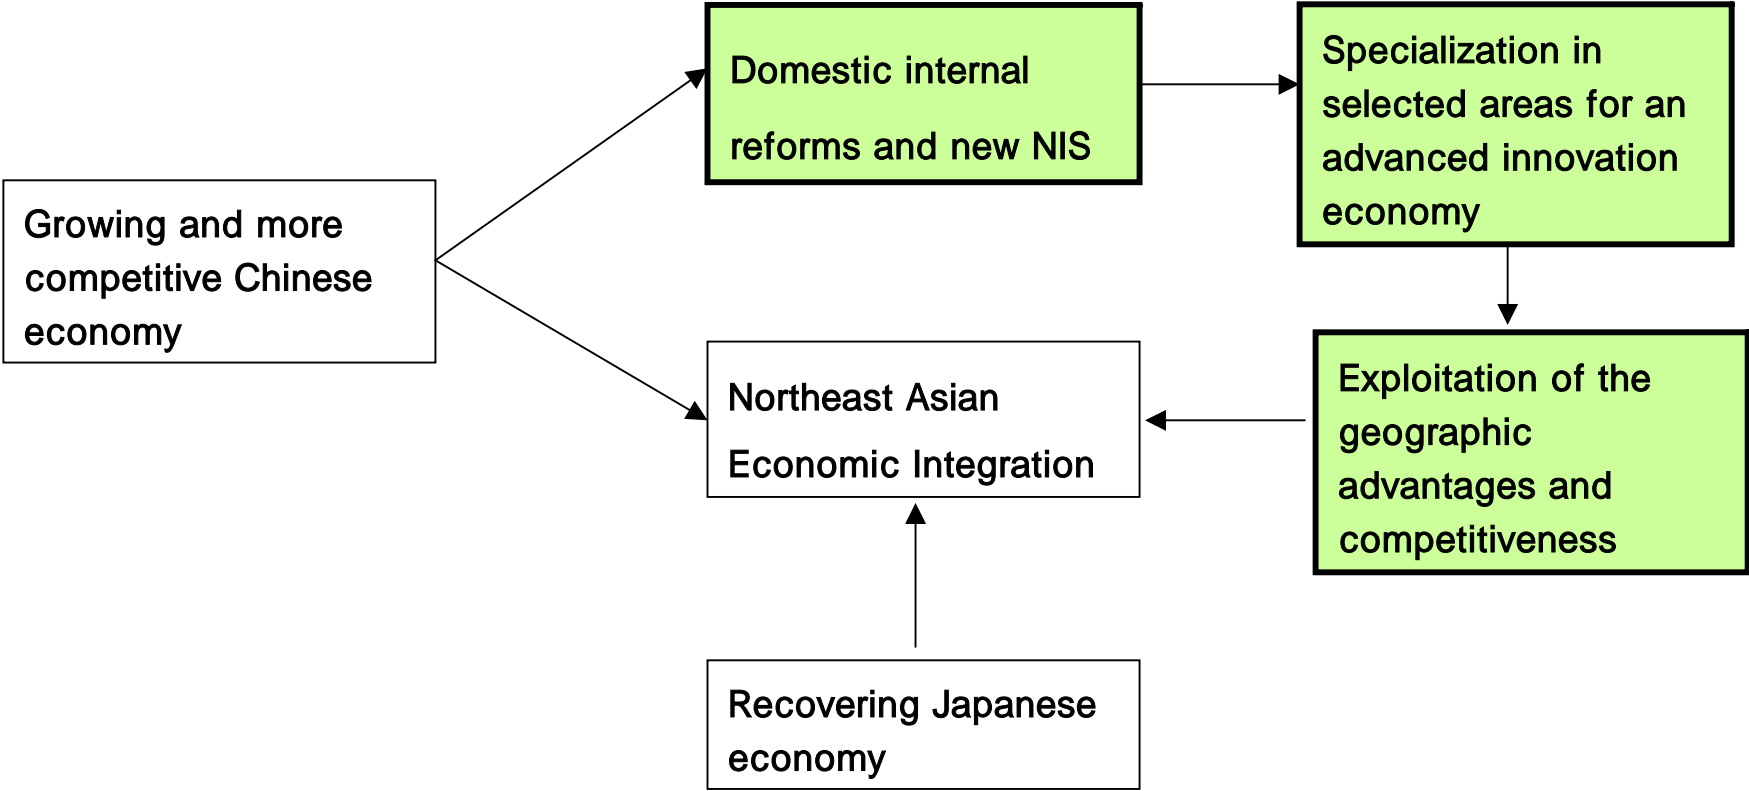 Domestic internal
reforms and new NIS
Specialization in
selected areas for an
advanced innovation
economy
Growing and more
competitive Chinese
economy
Northeast Asian
Economic Integration
Exploitation of the
geographic
advantages and
competitiveness
Recovering Japanese
economy